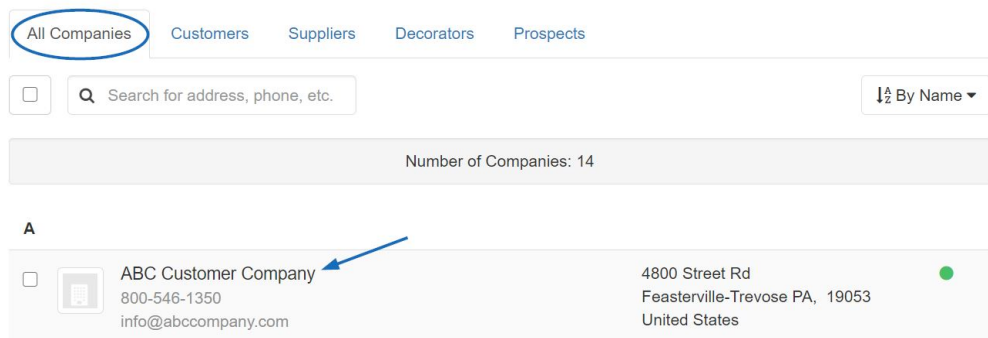 All Companies Customers Suppliers Decorators Prospects
Search for address, phone, etc. By Name
Number of Companies: 14
A
ABC Customer Company 4800 Street Rd
800-546-1350 Feasterville-Trevose PA, 19053
info@abccompany.com United States